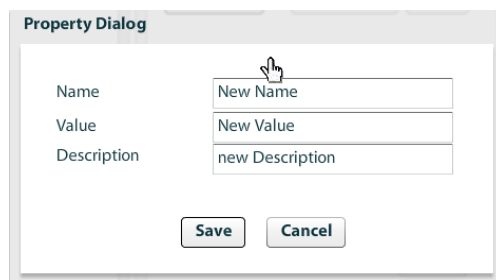 Property Dialog
Name New Name
Value New Value
Description new Description
Save Cancel